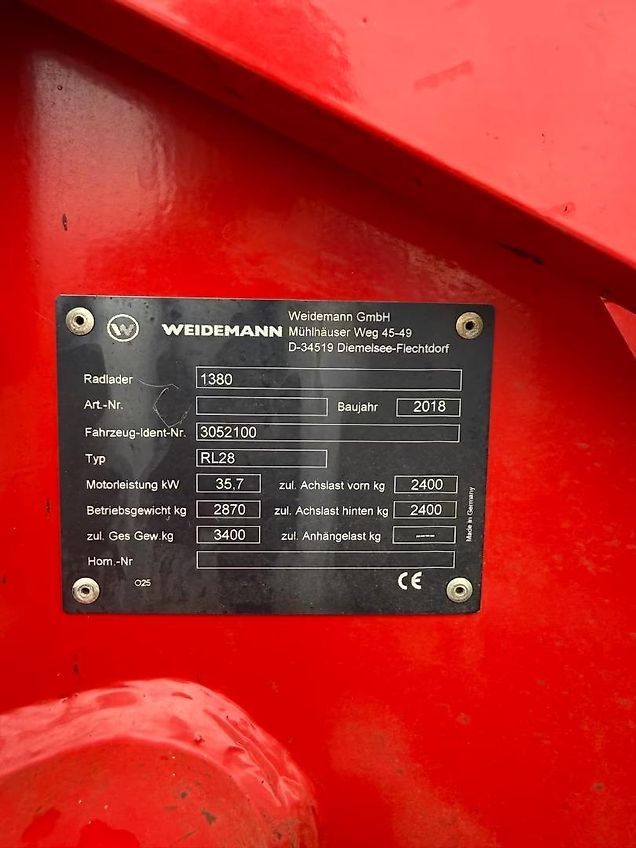 W WEIDEMANN
Weidemann GmbH
Mühlhäuser Weg 45-49
D-34519 Diemelsee-Flechtdorf
Radlader 1380
Art.-Nr. Baujahr 2018
Fahrzeug-Ident-Nr. 3052100
Typ RL28
Motorleistung kW 35,7 zul. Achslast vorn kg 2400
Betriebsgewicht kg 2870 zul. Achslast hinten kg 2400
zul. Ges Gew.kg 3400 zul. Anhängelast kg ----
Hom.-Nr
O25 CE
Made in Germany